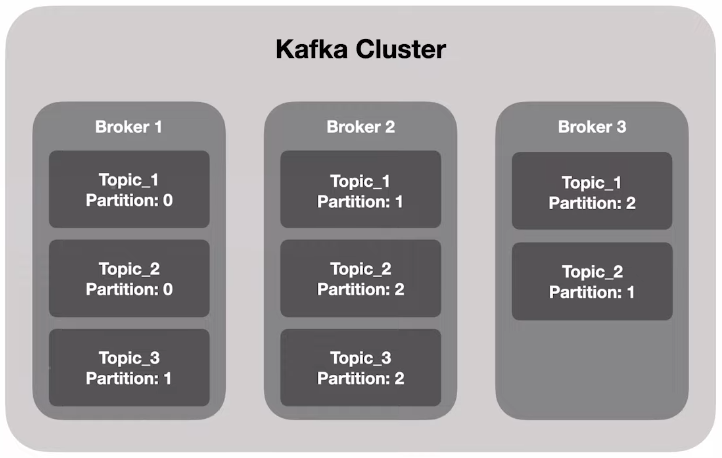 Kafka Cluster
Broker 1
Topic_1
Partition: 0
Topic_2
Partition: 0
Topic_3
Partition: 1
Broker 2
Topic_1
Partition: 1
Topic_2
Partition: 2
Topic_3
Partition: 2
Broker 3
Topic_1
Partition: 2
Topic_2
Partition: 1